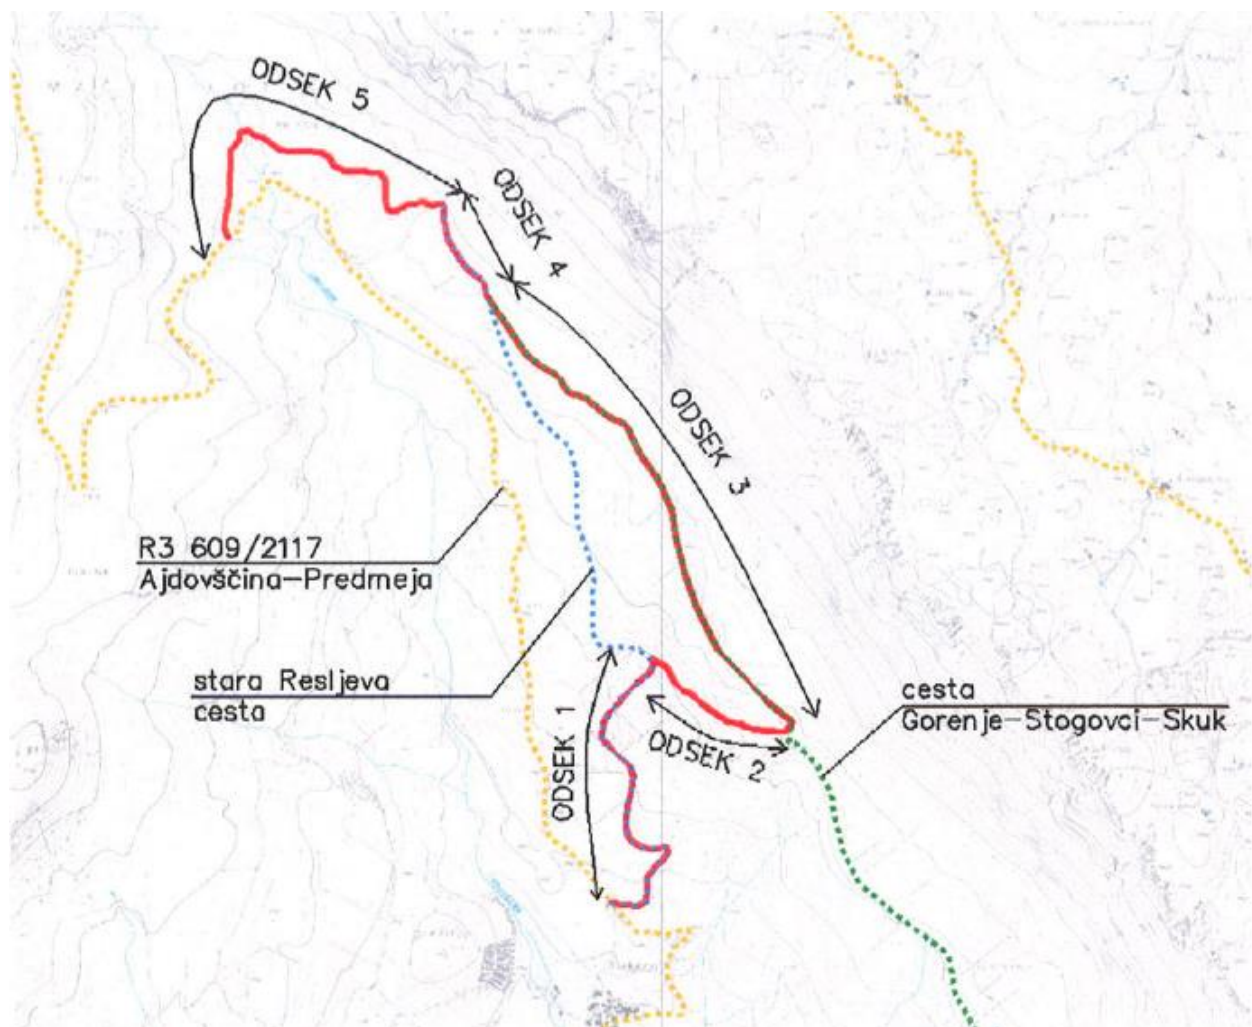 ODSEK 5
ODSEK 4
ODSEK 3
R3 609/2117
Ajdovščina-Predmeja
stara Resljeva
cesta
ODSEK 1
ODSEK 2
cesta
Gorenje-Stogovci-Skuk